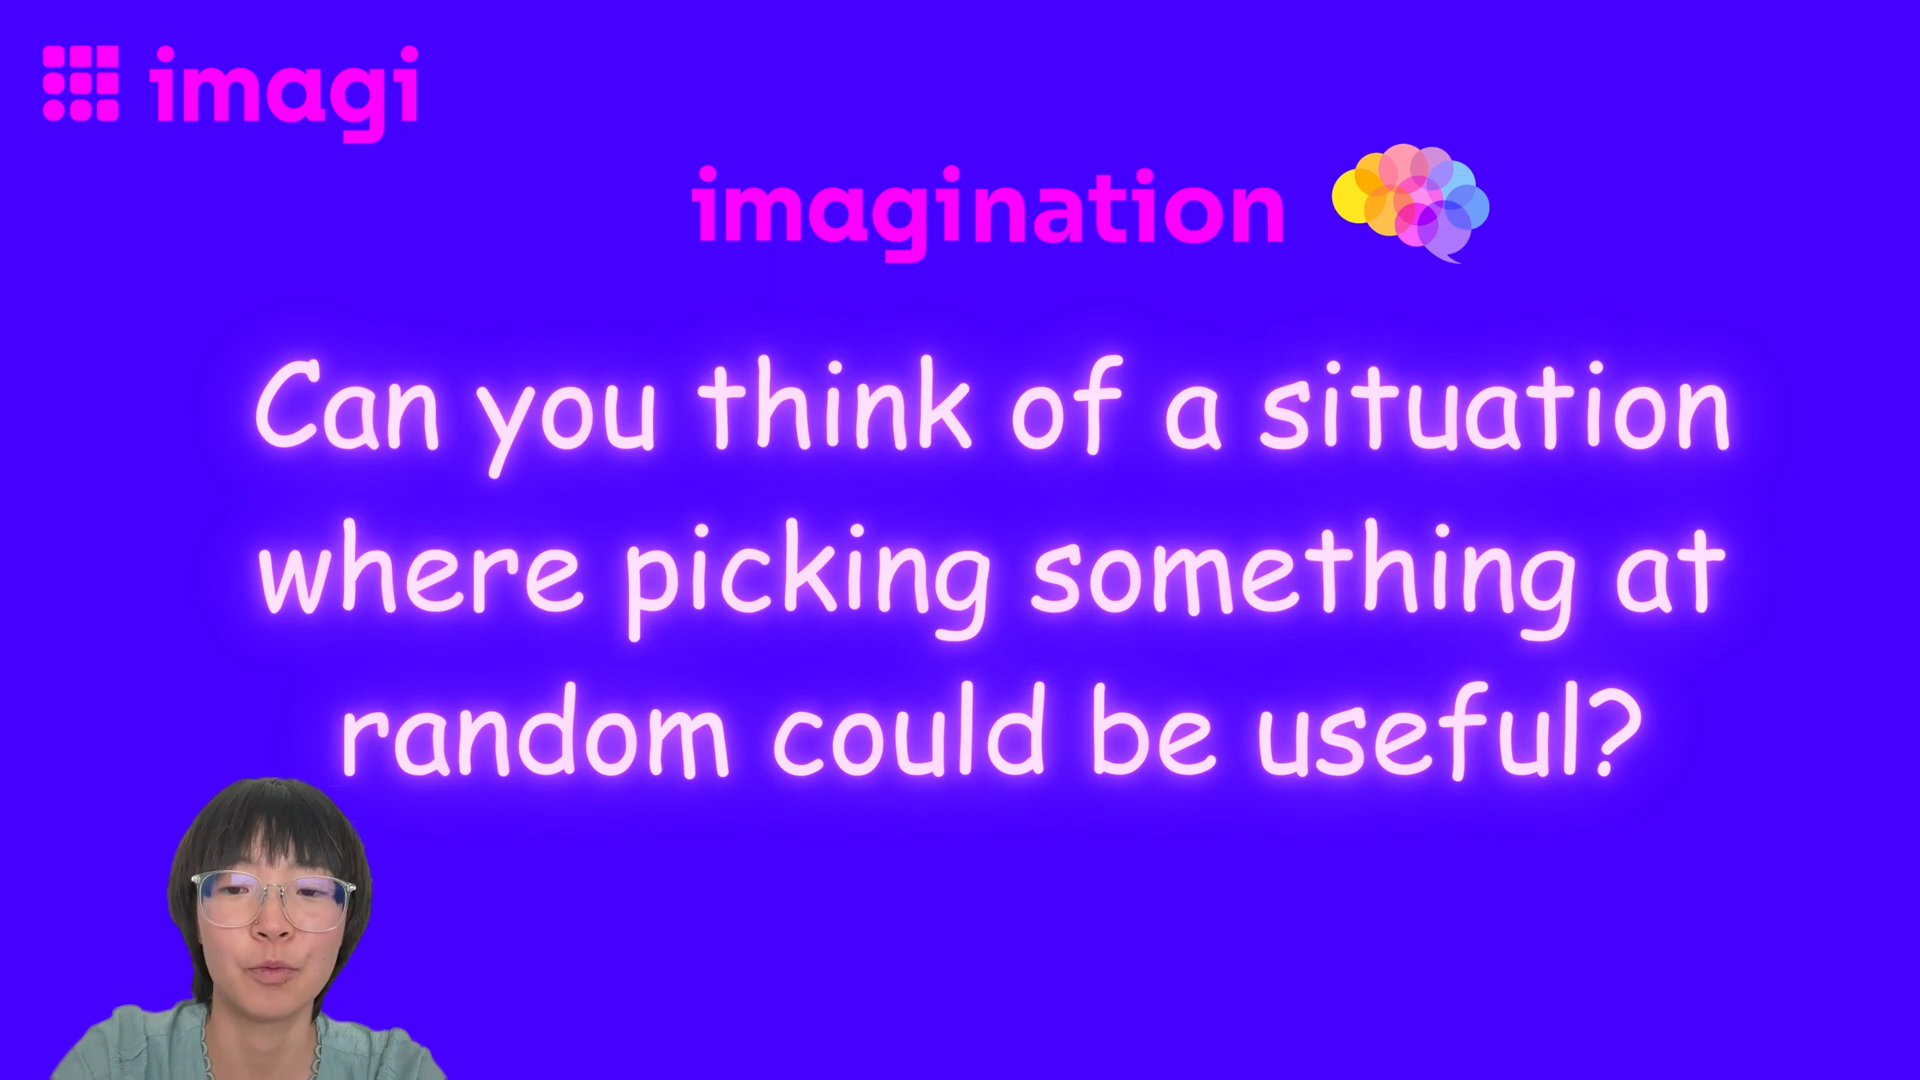 imagi
imagination
Can you think of a situation
where picking something at
random could be useful?